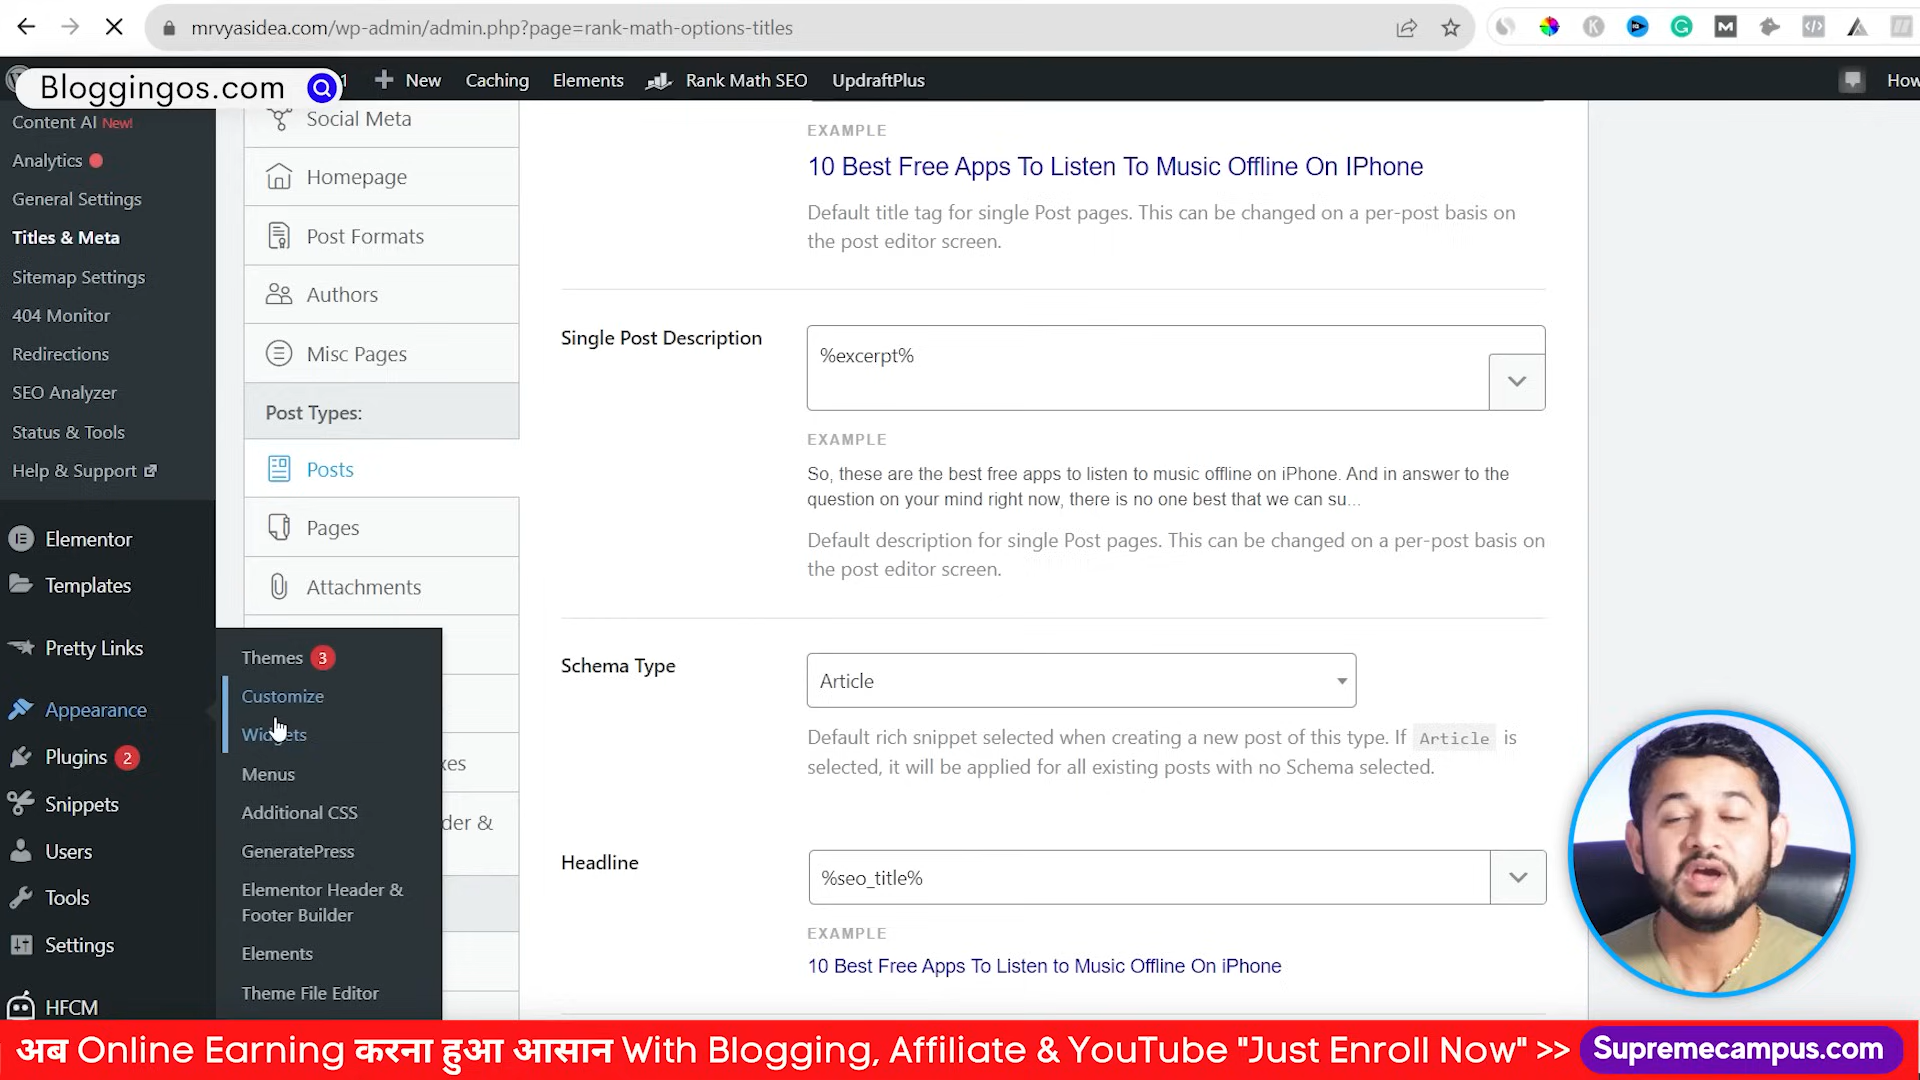 mrvyasidea.com/wp-admin/admin.php?page=rank-math-options-titles
Bloggingos.com
1
New
Caching
Elements
Rank Math SEO
UpdraftPlus
How
Content AI New!
Analytics
General Settings
Titles & Meta
Sitemap Settings
404 Monitor
Redirections
SEO Analyzer
Status & Tools
Help & Support
Elementor
Templates
Pretty Links
Appearance
Plugins 2
Snippets
Users
Tools
Settings
HFCM
Themes 3
Customize
Widgets
Menus
Additional CSS
GeneratePress
Elementor Header &
Footer Builder
Elements
Theme File Editor
Social Meta
Homepage
Post Formats
Authors
Misc Pages
Post Types:
Posts
Pages
Attachments
xes
der &
EXAMPLE
10 Best Free Apps To Listen To Music Offline On IPhone
Default title tag for single Post pages. This can be changed on a per-post basis on
the post editor screen.
Single Post Description
%excerpt%
EXAMPLE
So, these are the best free apps to listen to music offline on iPhone. And in answer to the
question on your mind right now, there is no one best that we can su...
Default description for single Post pages. This can be changed on a per-post basis on
the post editor screen.
Schema Type
Article
Default rich snippet selected when creating a new post of this type. If Article is
selected, it will be applied for all existing posts with no Schema selected.
Headline
%seo_title%
EXAMPLE
10 Best Free Apps To Listen to Music Offline On iPhone
अब Online Earning करना हुआ आसान With Blogging, Affiliate & YouTube "Just Enroll Now" >> Supremecampus.com